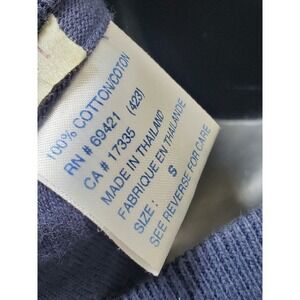 100% COTTON/COTON
RN # 69421 (423)
CA # 17335
MADE IN THAILAND
FABRIQUE EN THAILANDE
SIZE: S
SEE REVERSE FOR CARE